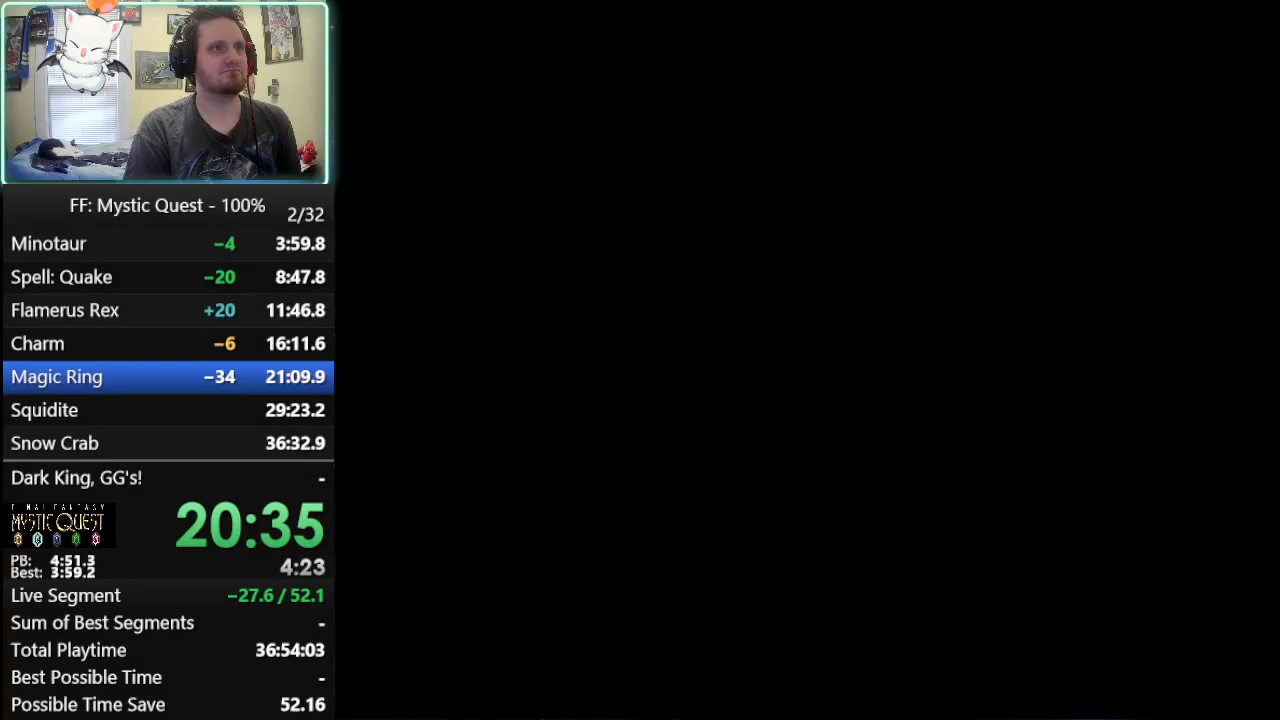 FF: Mystic Quest - 100%
2/32
Minotaur −4 3:59.8
Spell: Quake −20 8:47.8
Flamerus Rex +20 11:46.8
Charm −6 16:11.6
Magic Ring −34 21:09.9
Squidite 29:23.2
Snow Crab 36:32.9
Dark King, GG's! -
FINAL FANTASY
MYSTIC QUEST
20:35
PB: 4:51.3
Best: 3:59.2
4:23
Live Segment −27.6 / 52.1
Sum of Best Segments -
Total Playtime 36:54:03
Best Possible Time -
Possible Time Save 52.16